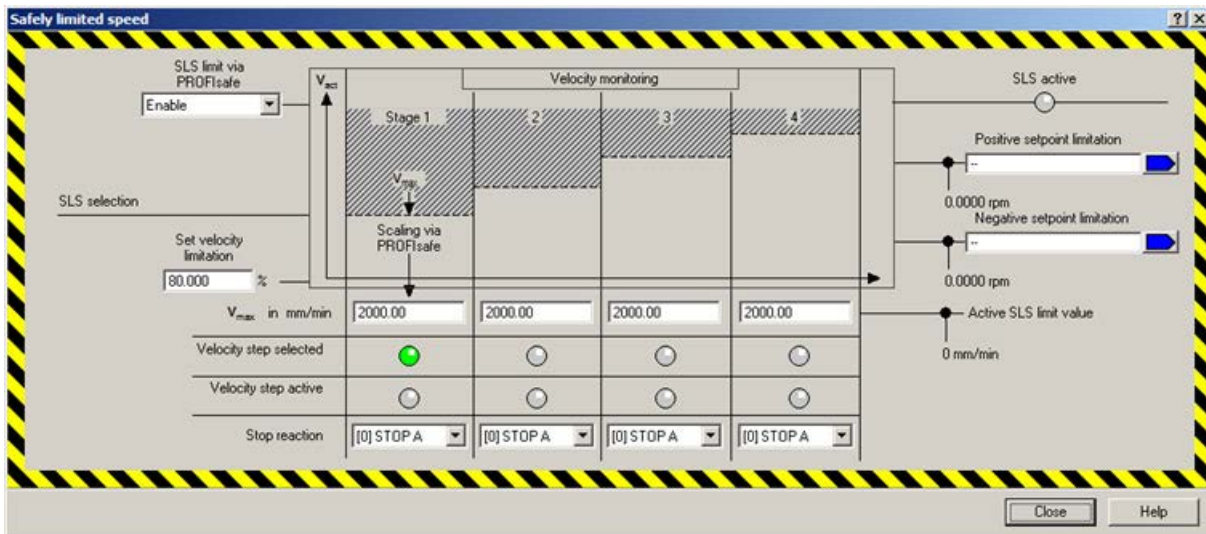 Safely limited speed
SLS limit via
PROFIsafe
Enable
Vact
Velocity monitoring
Stage 1
2
3
4
Vmax
SLS active
Positive setpoint limitation
--
0.0000 rpm
SLS selection
Scaling via
PROFIsafe
Negative setpoint limitation
--
0.0000 rpm
Set velocity
limitation
80.000 %
Vmax in mm/min 2000.00 2000.00 2000.00 2000.00
Active SLS limit value
0 mm/min
Velocity step selected
Velocity step active
Stop reaction [0] STOP A [0] STOP A [0] STOP A [0] STOP A
Close Help